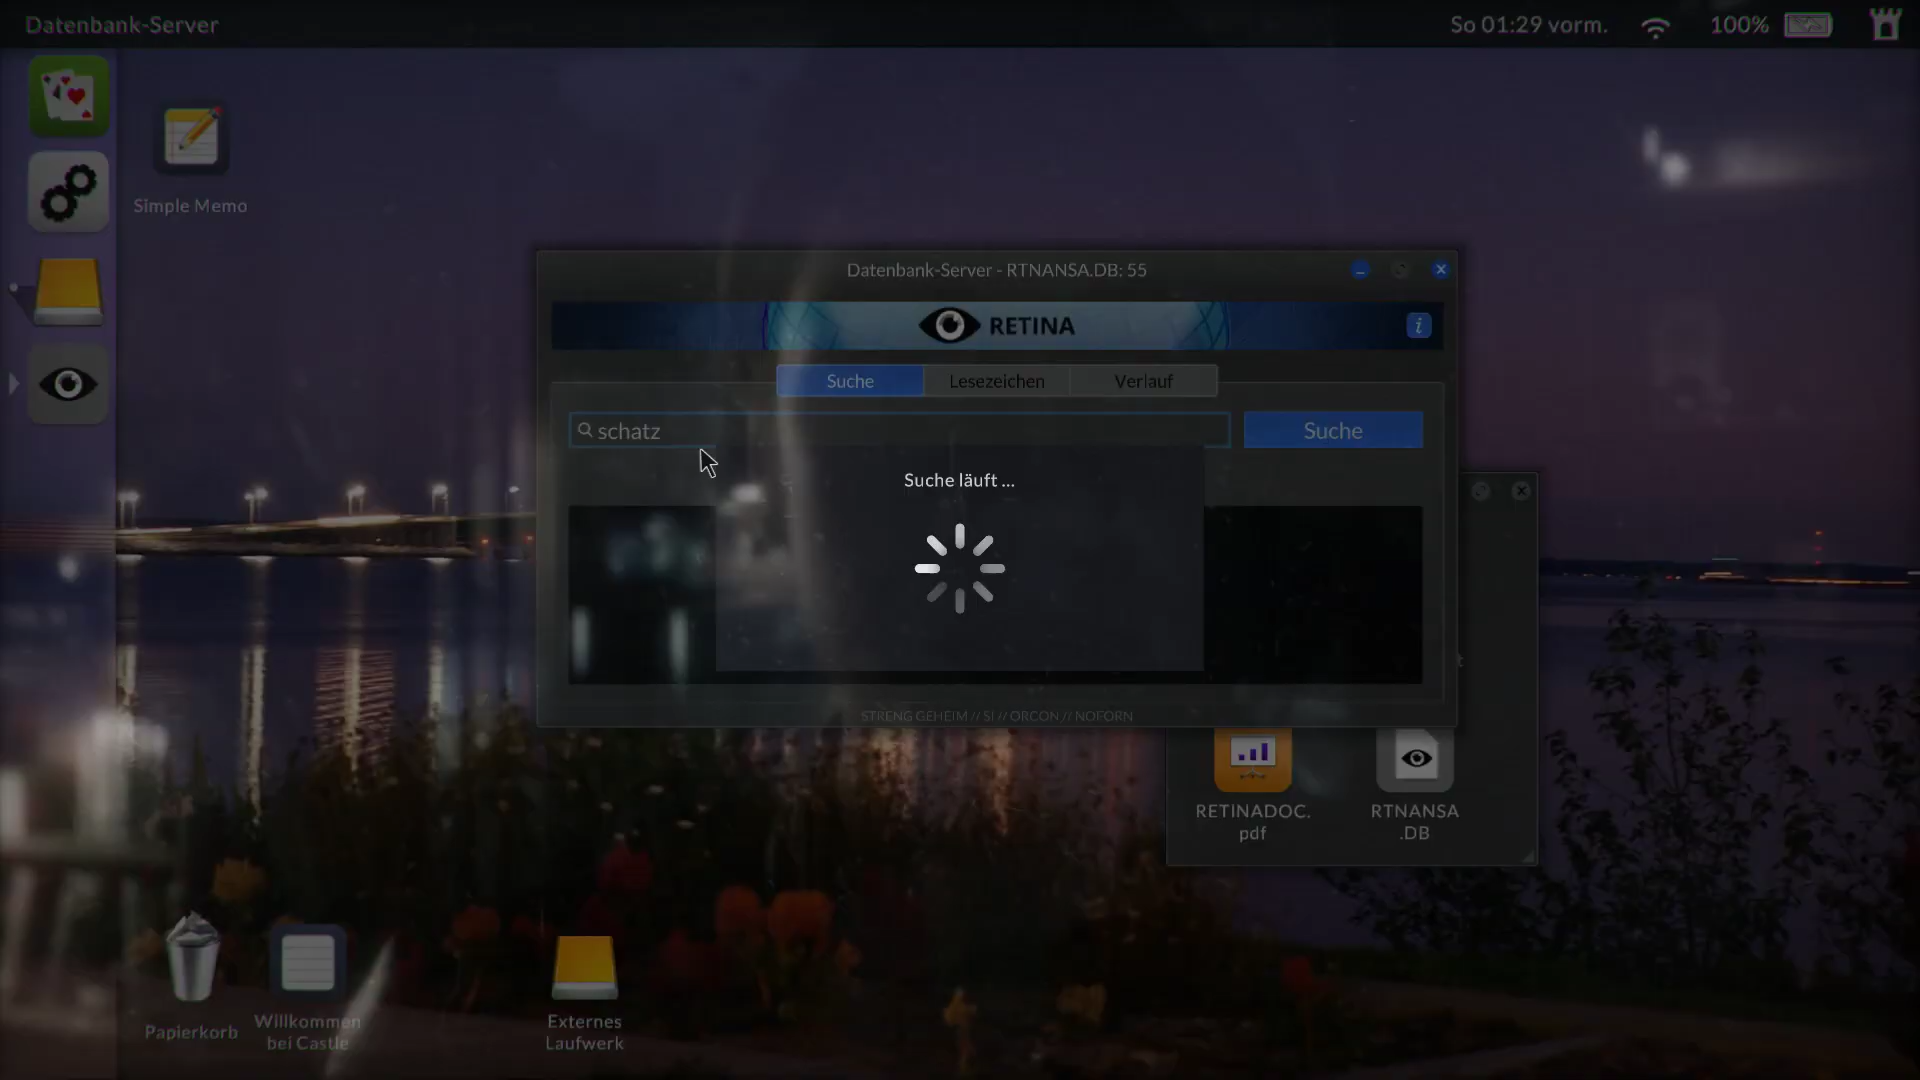 Datenbank-Server
So 01:29 vorm.
100%
Simple Memo
Datenbank-Server - RTNANSA.DB: 55
RETINA
i
Suche
Lesezeichen
Verlauf
schatz
Suche
Suche läuft ...
STRENG GEHEIM // SI // ORCON // NOFORN
RETINADOC.
pdf
RTNANSA
.DB
Papierkorb
Willkommen
bei Castle
Externes
Laufwerk